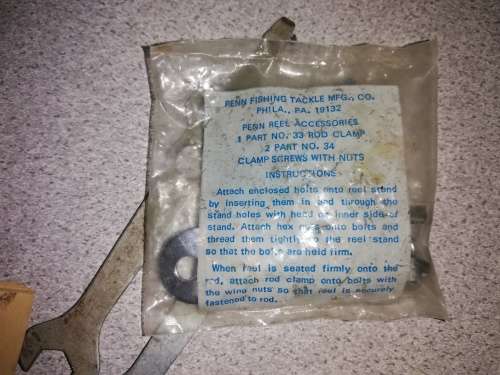 PENN FISHING TACKLE MFG., CO.
PHILA., PA. 19132
PENN REEL ACCESSORIES
1 PART NO. 33 ROD CLAMP
2 PART NO. 34
CLAMP SCREWS WITH NUTS
INSTRUCTIONS
Attach enclosed bolts onto reel stand
by inserting them in and through the
stand holes with head on inner side of
stand. Attach hex nuts onto bolts and
thread them tightly to the reel stand
so that the bolts are held firm.
When reel is seated firmly onto the
rod, attach rod clamp onto bolts with
the wing nuts so that reel is securely
fastened to rod.